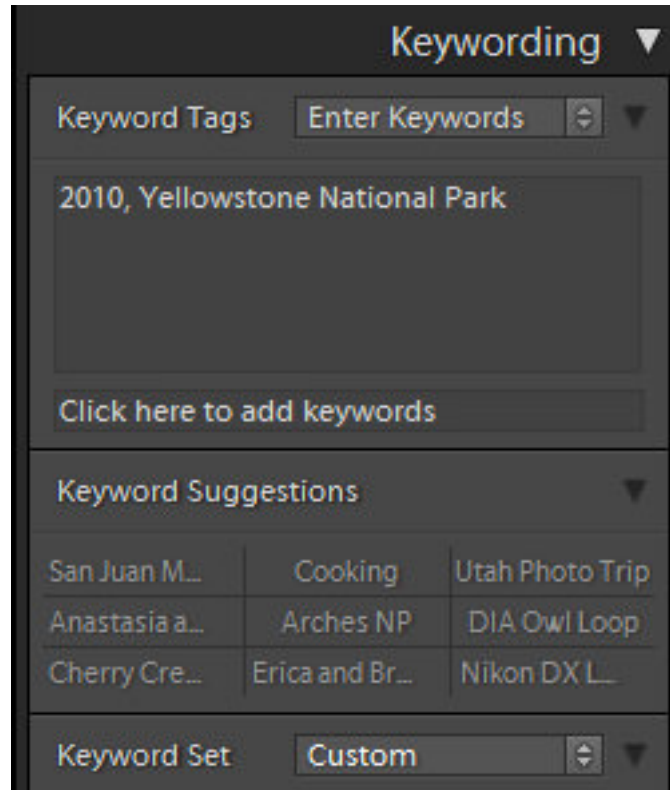 Keywording
Keyword Tags Enter Keywords
2010, Yellowstone National Park
Click here to add keywords
Keyword Suggestions
San Juan M... Cooking Utah Photo Trip
Anastasia a... Arches NP DIA Owl Loop
Cherry Cre... Erica and Br... Nikon DX L...
Keyword Set Custom